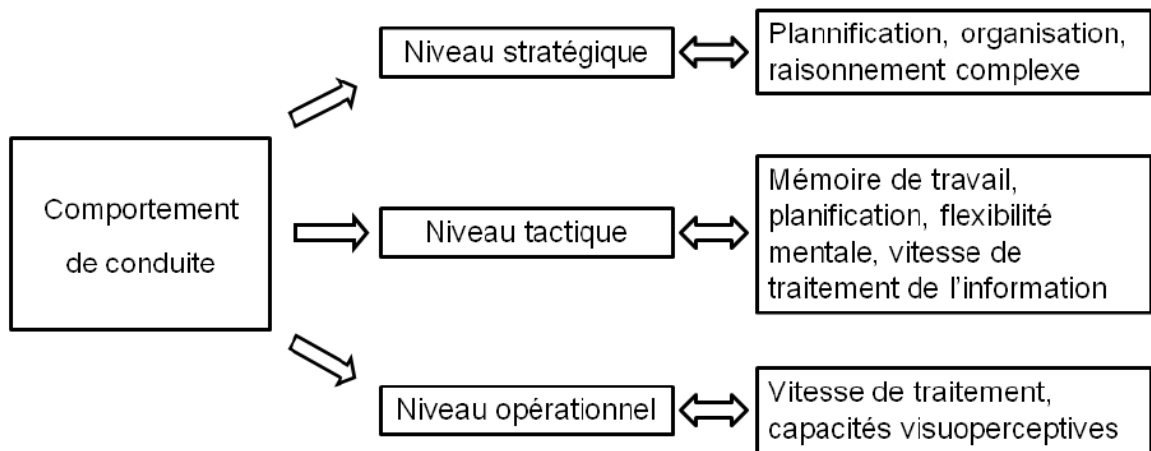 Comportement
de conduite
Niveau stratégique
Plannification, organisation,
raisonnement complexe
Niveau tactique
Mémoire de travail,
planification, flexibilité
mentale, vitesse de
traitement de l'information
Niveau opérationnel
Vitesse de traitement,
capacités visuoperceptives